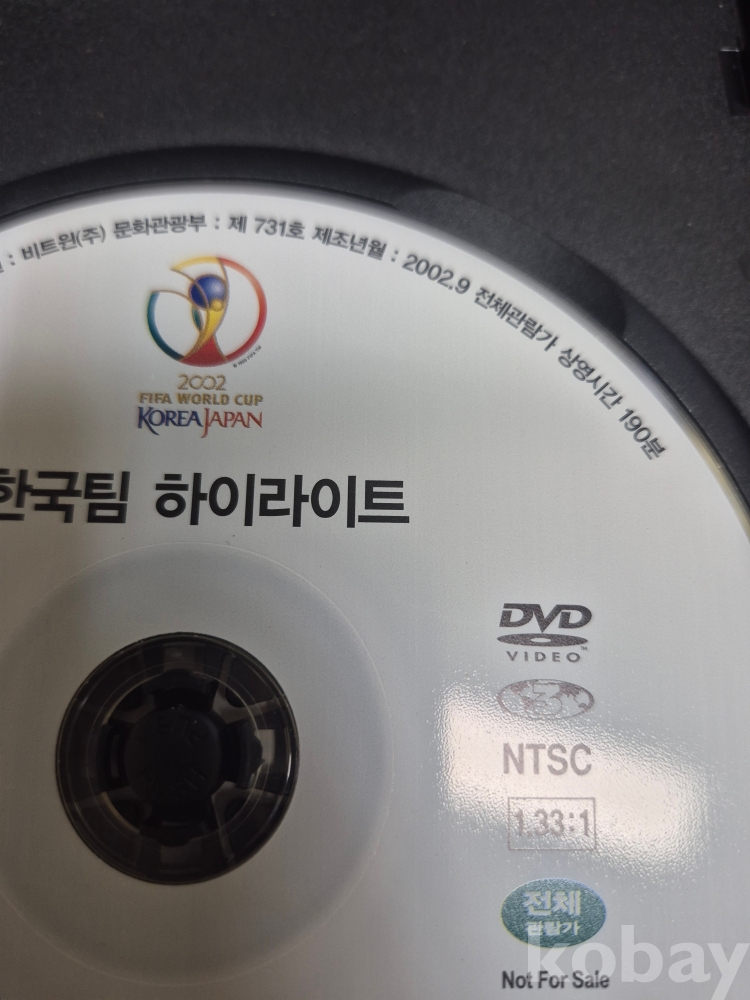 : 비트윈(주) 문화관광부 : 제 731호 제조년월 : 2002.9 전체관람가 상영시간 190분
2002
FIFA WORLD CUP
KOREA JAPAN
한국팀 하이라이트
DVD
VIDEO
3
NTSC
1.33:1
전체
관람가
Not For Sale
kobay